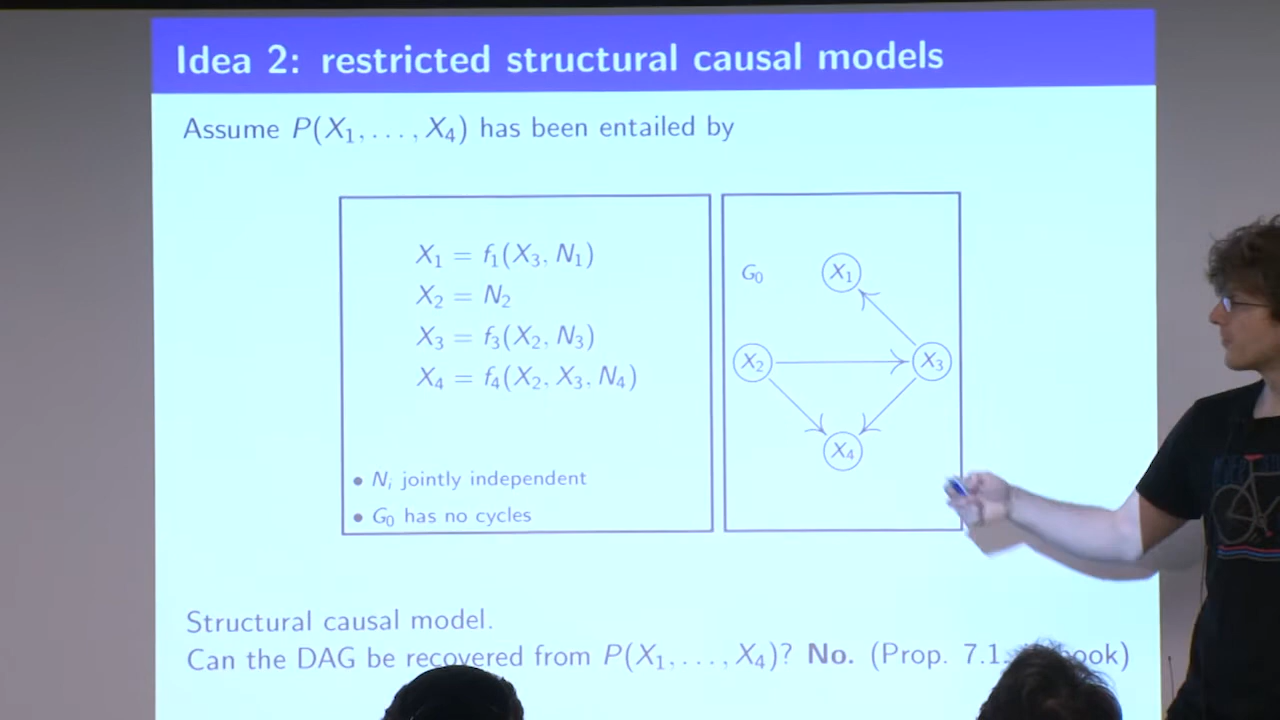 Idea 2: restricted structural causal models
Assume P(X₁, . . . , X₄) has been entailed by
X₁ = f₁(X₃, N₁)
X₂ = N₂
X₃ = f₃(X₂, N₃)
X₄ = f₄(X₂, X₃, N₄)
• Nᵢ jointly independent
• G₀ has no cycles
G₀
X₁
X₂
X₃
X₄
Structural causal model.
Can the DAG be recovered from P(X₁, . . . , X₄)? No. (Prop. 7.1.